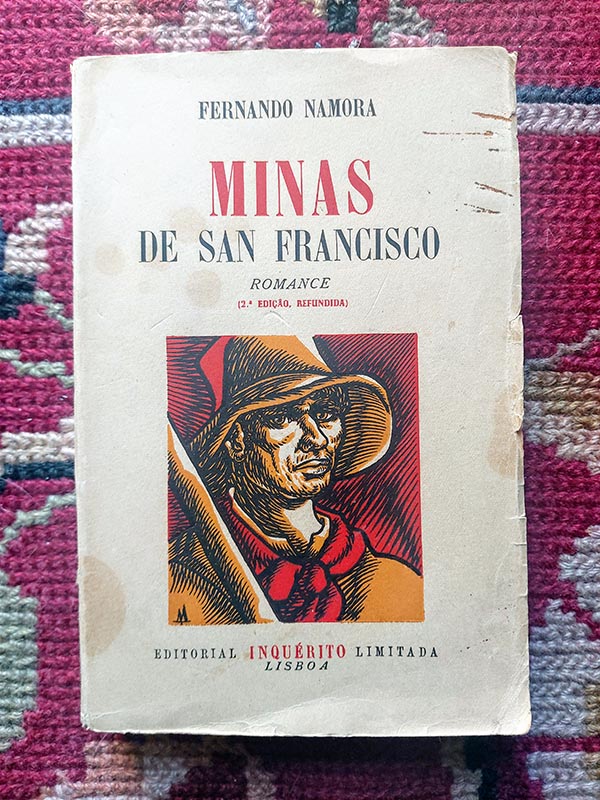 FERNANDO NAMORA
MINAS
DE SAN FRANCISCO
ROMANCE
(2.ª EDIÇÃO, REFUNDIDA)
EDITORIAL INQUÉRITO LIMITADA
LISBOA